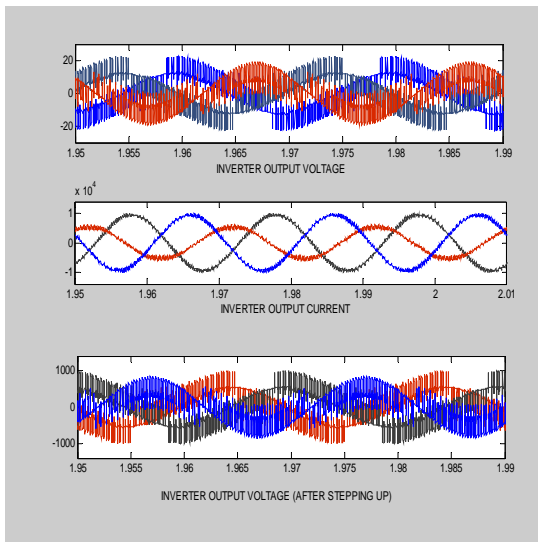 20
0
-20
1.95 1.955 1.96 1.965 1.97 1.975 1.98 1.985 1.99
INVERTER OUTPUT VOLTAGE
x 10^4
1
0
-1
1.95 1.96 1.97 1.98 1.99 2 2.01
INVERTER OUTPUT CURRENT
1000
0
-1000
1.95 1.955 1.96 1.965 1.97 1.975 1.98 1.985 1.99
INVERTER OUTPUT VOLTAGE (AFTER STEPPING UP)